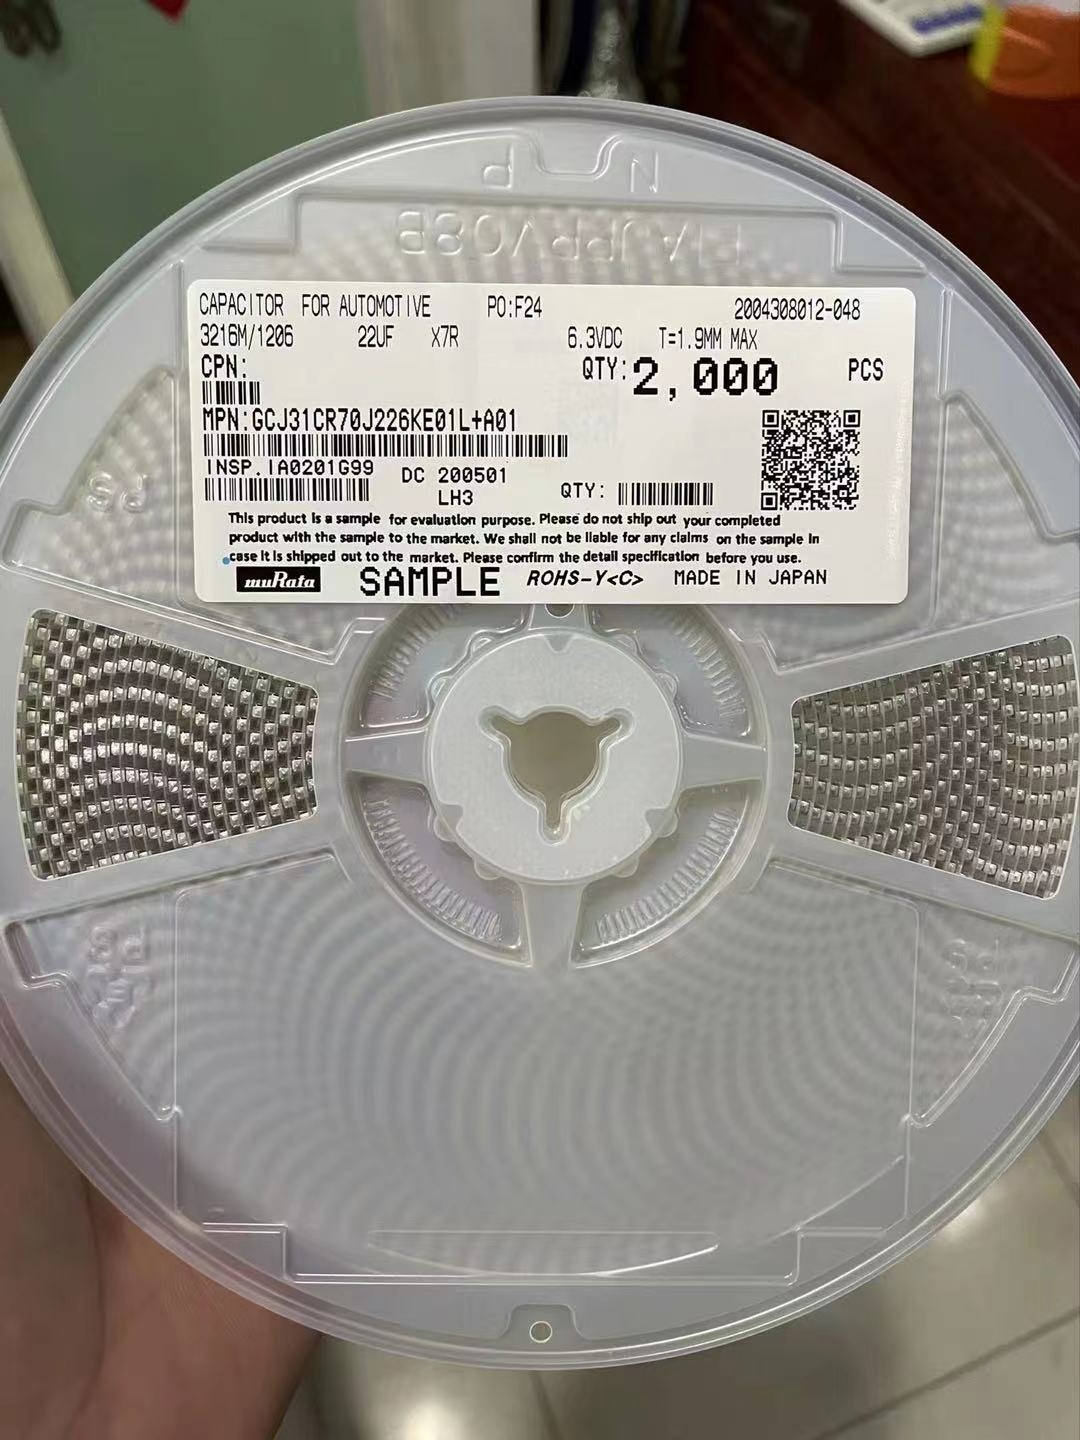 N P
EIAJPPV08B
CAPACITOR FOR AUTOMOTIVE PO:F24 2004308012-048
3216M/1206 22UF X7R 6.3VDC T=1.9MM MAX
CPN: QTY:2,000 PCS
MPN:GCJ31CR70J226KE01L+A01
INSP.IA0201G99 DC 200501
LH3 QTY:
This product is a sample for evaluation purpose. Please do not ship out your completed
product with the sample to the market. We shall not be liable for any claims on the sample in
case it is shipped out to the market. Please confirm the detail specification before you use.
muRata SAMPLE ROHS-Y<C> MADE IN JAPAN
PS
PS